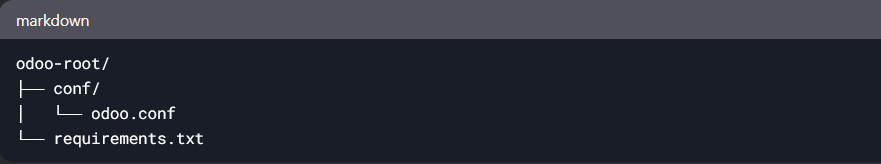 markdown
odoo-root/
├── conf/
│   └── odoo.conf
└── requirements.txt